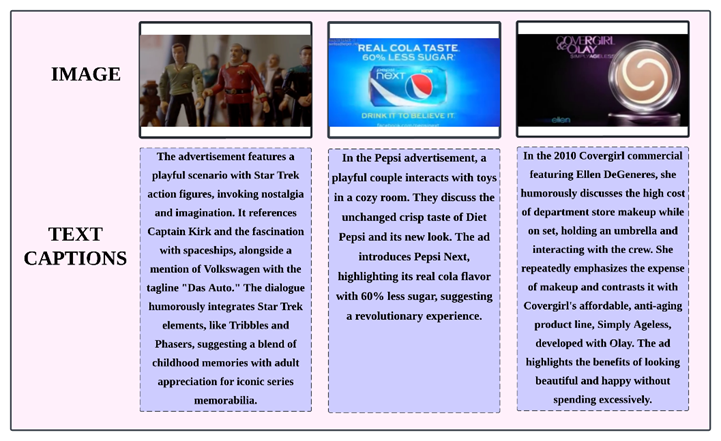 IMAGE
REAL COLA TASTE.
60% LESS SUGAR.
next
DRINK IT TO BELIEVE IT.
COVERGIRL
& OLAY
SIMPLY AGELESS
ellen
TEXT
CAPTIONS
The advertisement features a
playful scenario with Star Trek
action figures, invoking nostalgia
and imagination. It references
Captain Kirk and the fascination
with spaceships, alongside a
mention of Volkswagen with the
tagline "Das Auto." The dialogue
humorously integrates Star Trek
elements, like Tribbles and
Phasers, suggesting a blend of
childhood memories with adult
appreciation for iconic series
memorabilia.
In the Pepsi advertisement, a
playful couple interacts with toys
in a cozy room. They discuss the
unchanged crisp taste of Diet
Pepsi and its new look. The ad
introduces Pepsi Next,
highlighting its real cola flavor
with 60% less sugar, suggesting
a revolutionary experience.
In the 2010 Covergirl commercial
featuring Ellen DeGeneres, she
humorously discusses the high cost
of department store makeup while
on set, holding an umbrella and
interacting with the crew. She
repeatedly emphasizes the expense
of makeup and contrasts it with
Covergirl's affordable, anti-aging
product line, Simply Ageless,
developed with Olay. The ad
highlights the benefits of looking
beautiful and happy without
spending excessively.